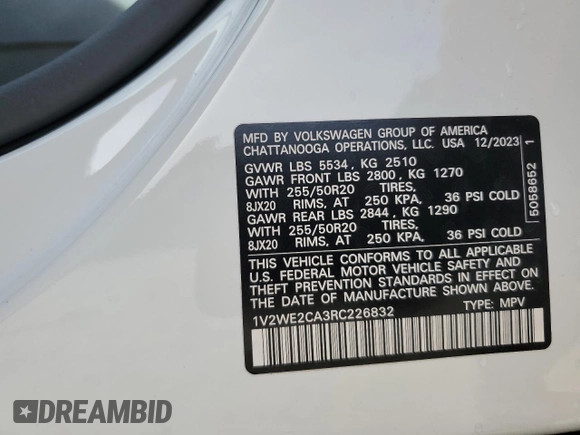 MFD BY VOLKSWAGEN GROUP OF AMERICA
CHATTANOOGA OPERATIONS, LLC. USA 12/2023
GVWR LBS 5534, KG 2510
GAWR FRONT LBS 2800, KG 1270
WITH 255/50R20 TIRES,
8JX20 RIMS, AT 250 KPA, 36 PSI COLD
GAWR REAR LBS 2844, KG 1290
WITH 255/50R20 TIRES,
8JX20 RIMS, AT 250 KPA, 36 PSI COLD
THIS VEHICLE CONFORMS TO ALL APPLICABLE
U.S. FEDERAL MOTOR VEHICLE SAFETY AND
THEFT PREVENTION STANDARDS IN EFFECT
ON THE DATE OF MANUFACTURE SHOWN ABOVE.
1V2WE2CA3RC226832 TYPE: MPV
5058652 1
DREAMBID